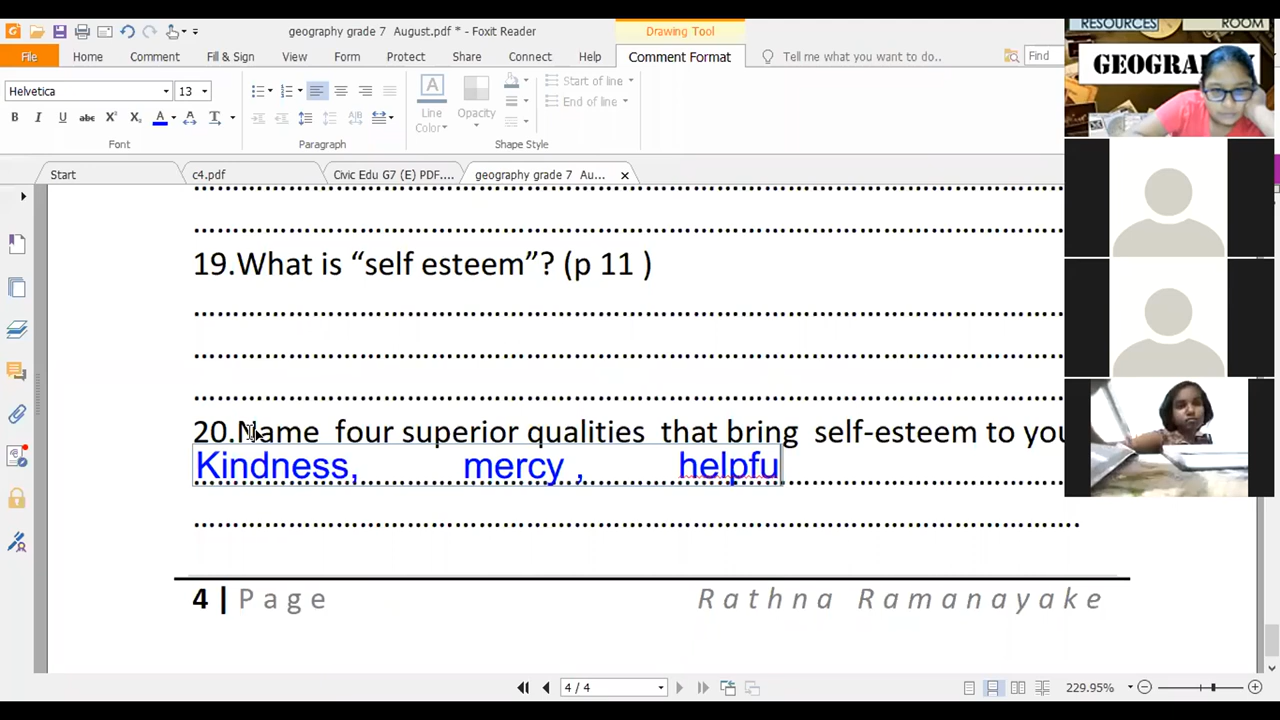 geography grade 7 August.pdf * - Foxit Reader
Drawing Tool
File Home Comment Fill & Sign View Form Protect Share Connect Help Comment Format Tell me what you want to do.. Find
Helvetica 13
Line Color Opacity
Start of line
End of line
Font Paragraph Shape Style
Start c4.pdf Civic Edu G7 (E) PDF.... geography grade 7 Au...
19.What is “self esteem”? (p 11 )
20.Name four superior qualities that bring self-esteem to you
Kindness, mercy , helpfu
4 | Page Rathna Ramanayake
4 / 4 229.95%
RESOURCES ROOM